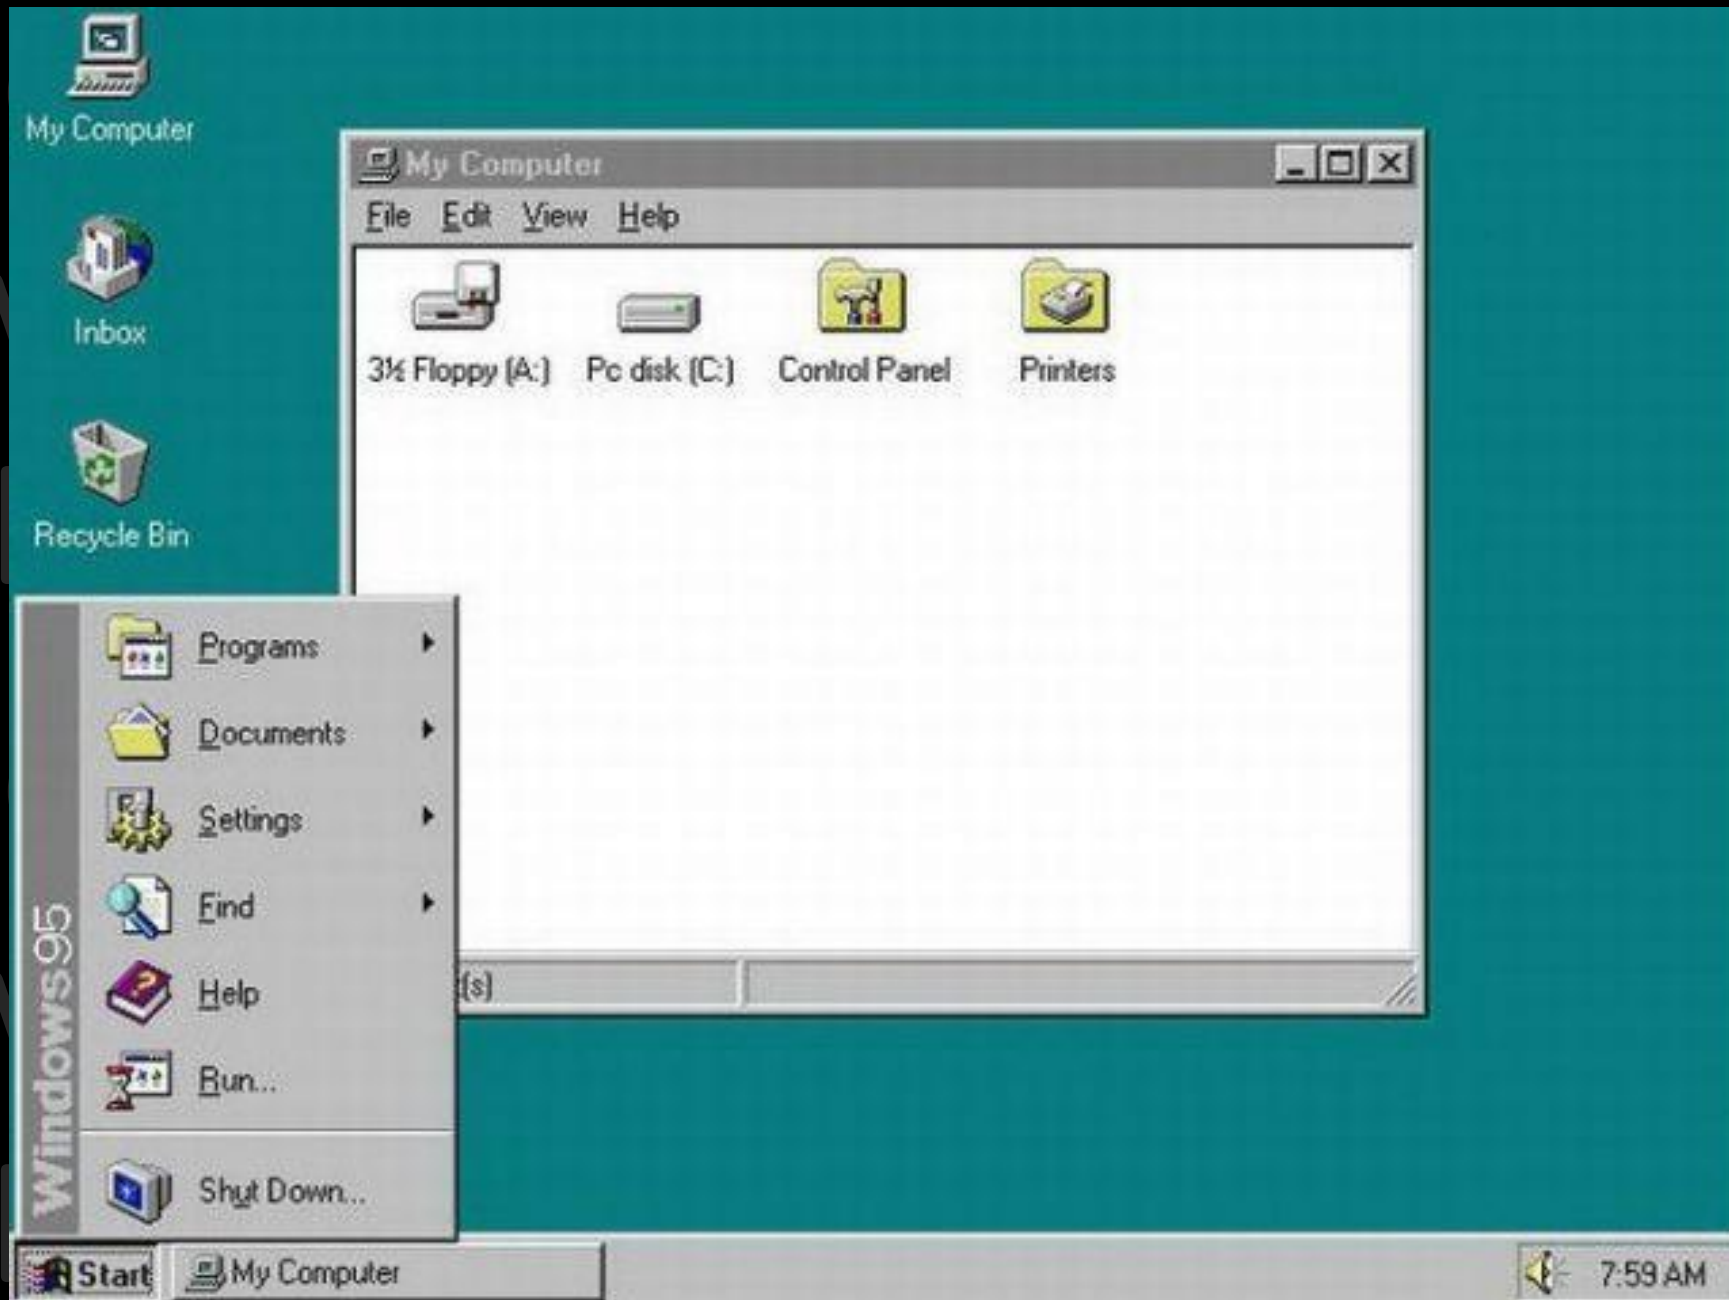 My Computer
Inbox
Recycle Bin
My Computer
File Edit View Help
3½ Floppy (A:) Pc disk (C:) Control Panel Printers
(s)
Programs
Documents
Settings
Find
Help
Run...
Shut Down...
Windows95
Start My Computer 7:59 AM